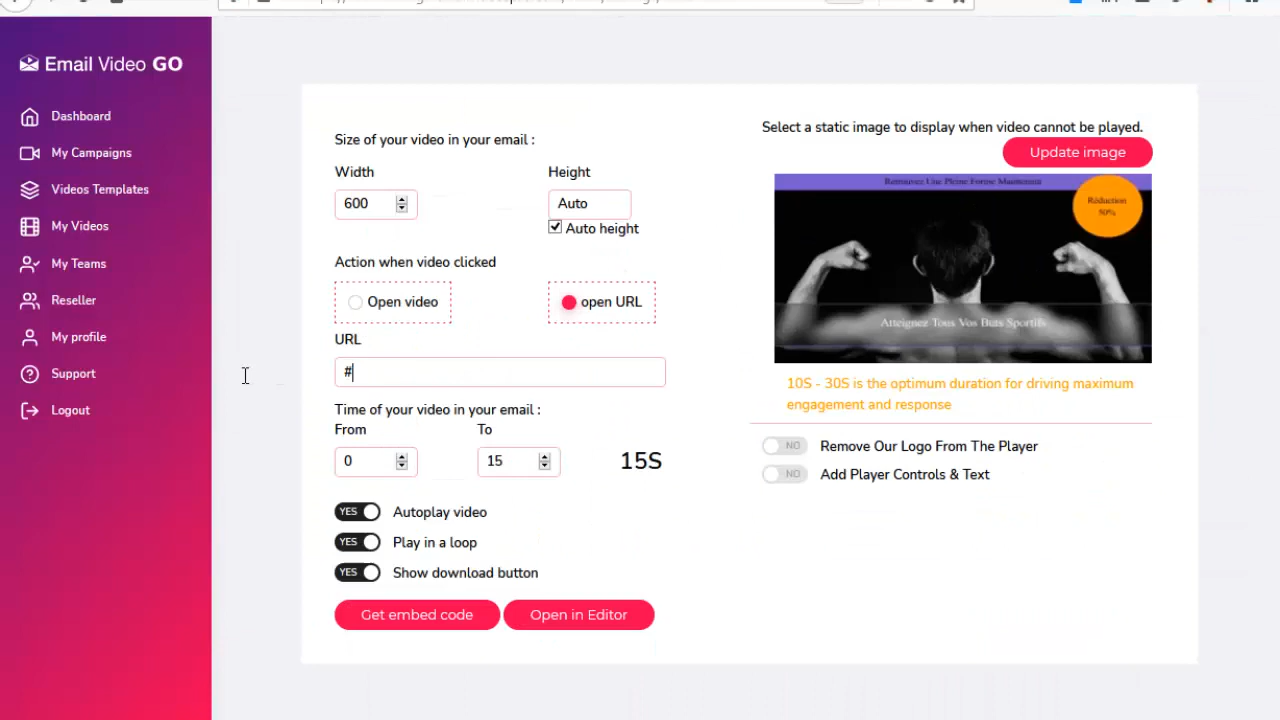 Email Video GO
Dashboard
My Campaigns
Videos Templates
My Videos
My Teams
Reseller
My profile
Support
Logout
Size of your video in your email :
Width
Height
600
Auto
Auto height
Action when video clicked
Open video
open URL
URL
#
Time of your video in your email :
From
To
0
15
15S
YES
Autoplay video
YES
Play in a loop
YES
Show download button
Get embed code
Open in Editor
Select a static image to display when video cannot be played.
Update image
Retrouvez Une Pleine Forme Maintenant
Réduction
50%
Atteignez Tous Vos Buts Sportifs
10S - 30S is the optimum duration for driving maximum
engagement and response
NO
Remove Our Logo From The Player
NO
Add Player Controls & Text